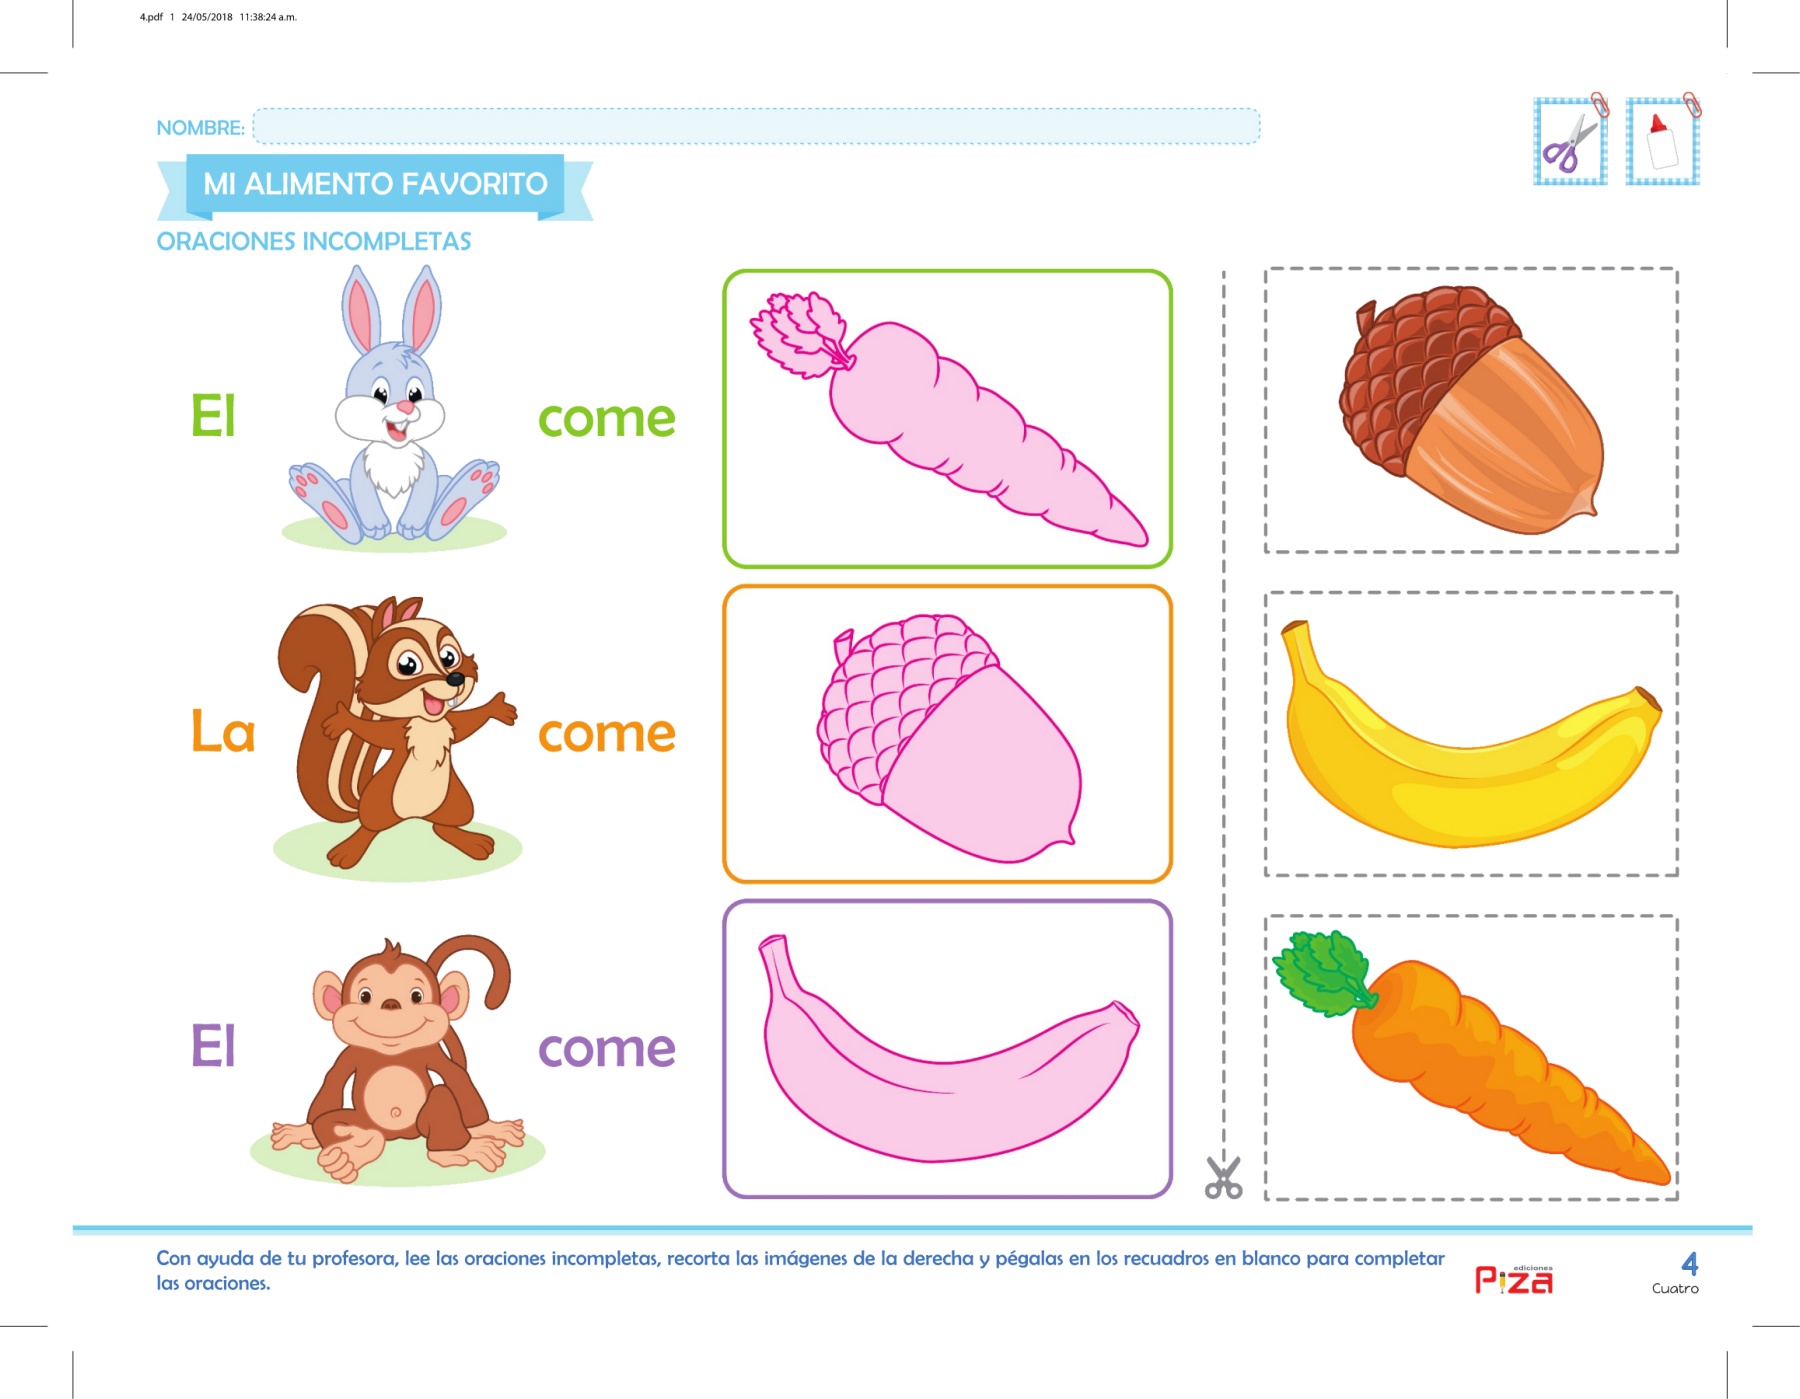 4.pdf 1 24/05/2018 11:38:24 a.m.
NOMBRE:
MI ALIMENTO FAVORITO
ORACIONES INCOMPLETAS
El come
La come
El come
Con ayuda de tu profesora, lee las oraciones incompletas, recorta las imágenes de la derecha y pégalas en los recuadros en blanco para completar
las oraciones.
ediciones
Piza
4
Cuatro